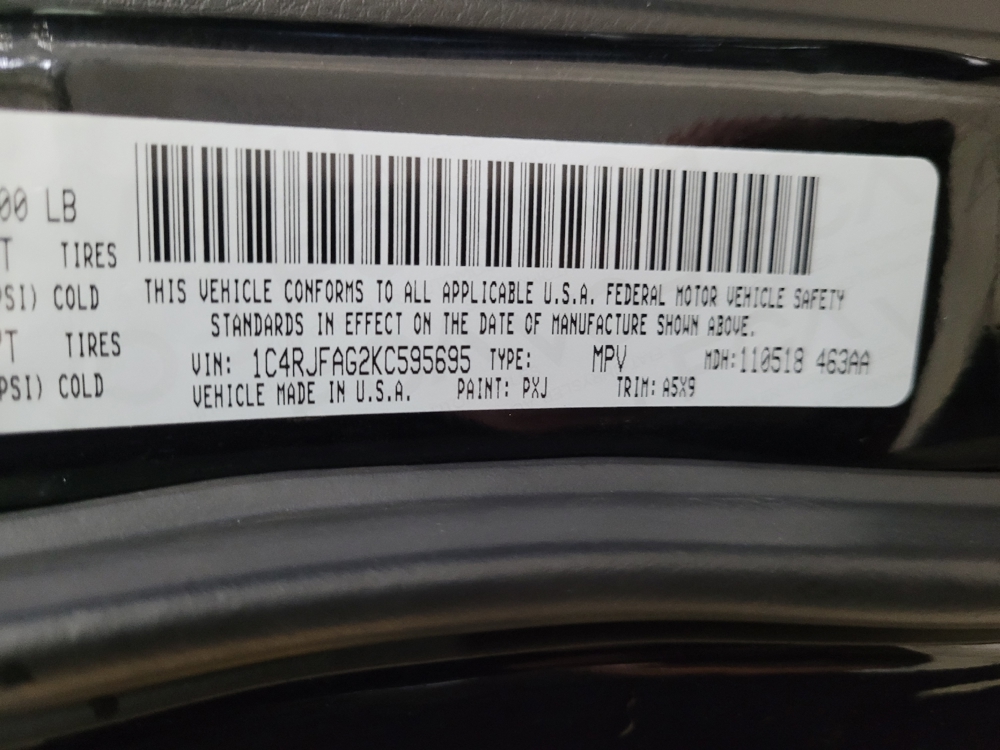 00 LB
T TIRES
PSI) COLD
PT TIRES
PSI) COLD
THIS VEHICLE CONFORMS TO ALL APPLICABLE U.S.A. FEDERAL MOTOR VEHICLE SAFETY
STANDARDS IN EFFECT ON THE DATE OF MANUFACTURE SHOWN ABOVE.
VIN: 1C4RJFAG2KC595695 TYPE: MPV MDH:110518 463AA
VEHICLE MADE IN U.S.A. PAINT: PXJ TRIM: A5X9